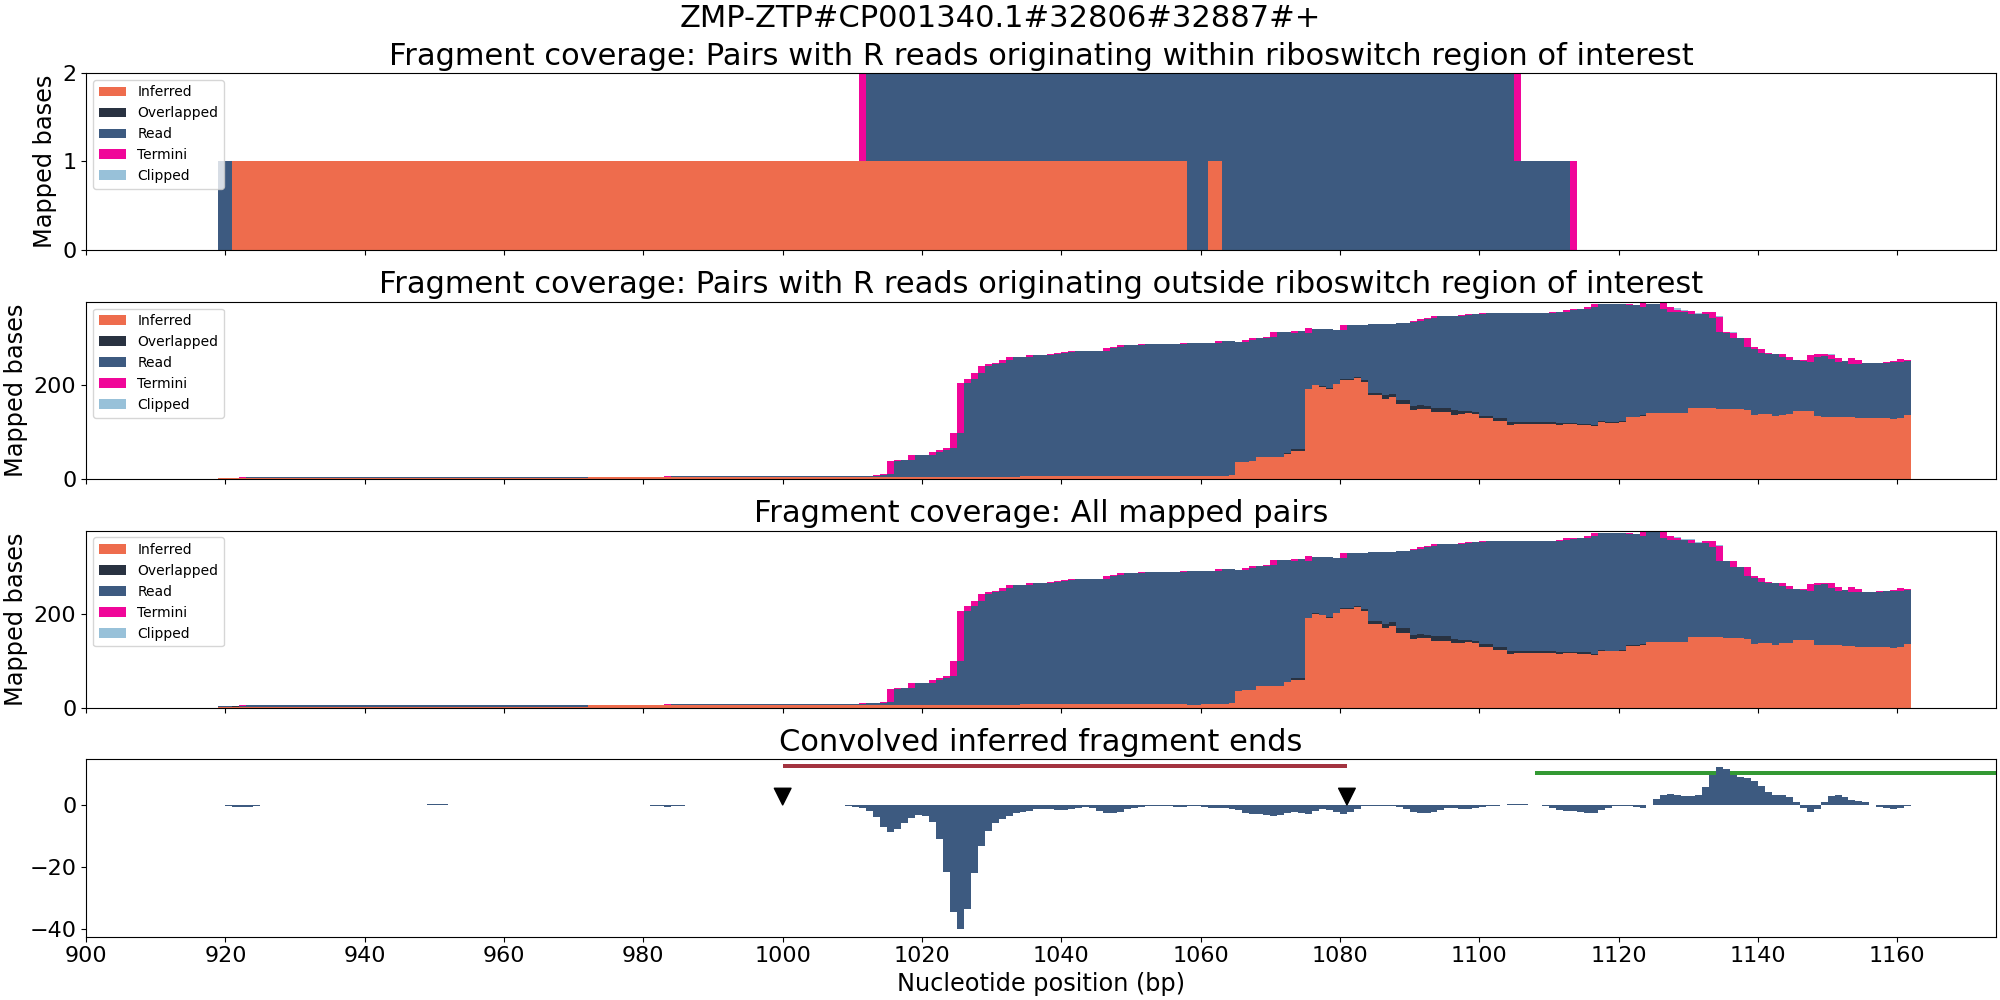 ZMP-ZTP#CP001340.1#32806#32887#+
Fragment coverage: Pairs with R reads originating within riboswitch region of interest
Mapped bases
2
1
0
Inferred
Overlapped
Read
Termini
Clipped
Fragment coverage: Pairs with R reads originating outside riboswitch region of interest
Mapped bases
200
0
Inferred
Overlapped
Read
Termini
Clipped
Fragment coverage: All mapped pairs
Mapped bases
200
0
Inferred
Overlapped
Read
Termini
Clipped
Convolved inferred fragment ends
0
−20
−40
900 920 940 960 980 1000 1020 1040 1060 1080 1100 1120 1140 1160
Nucleotide position (bp)